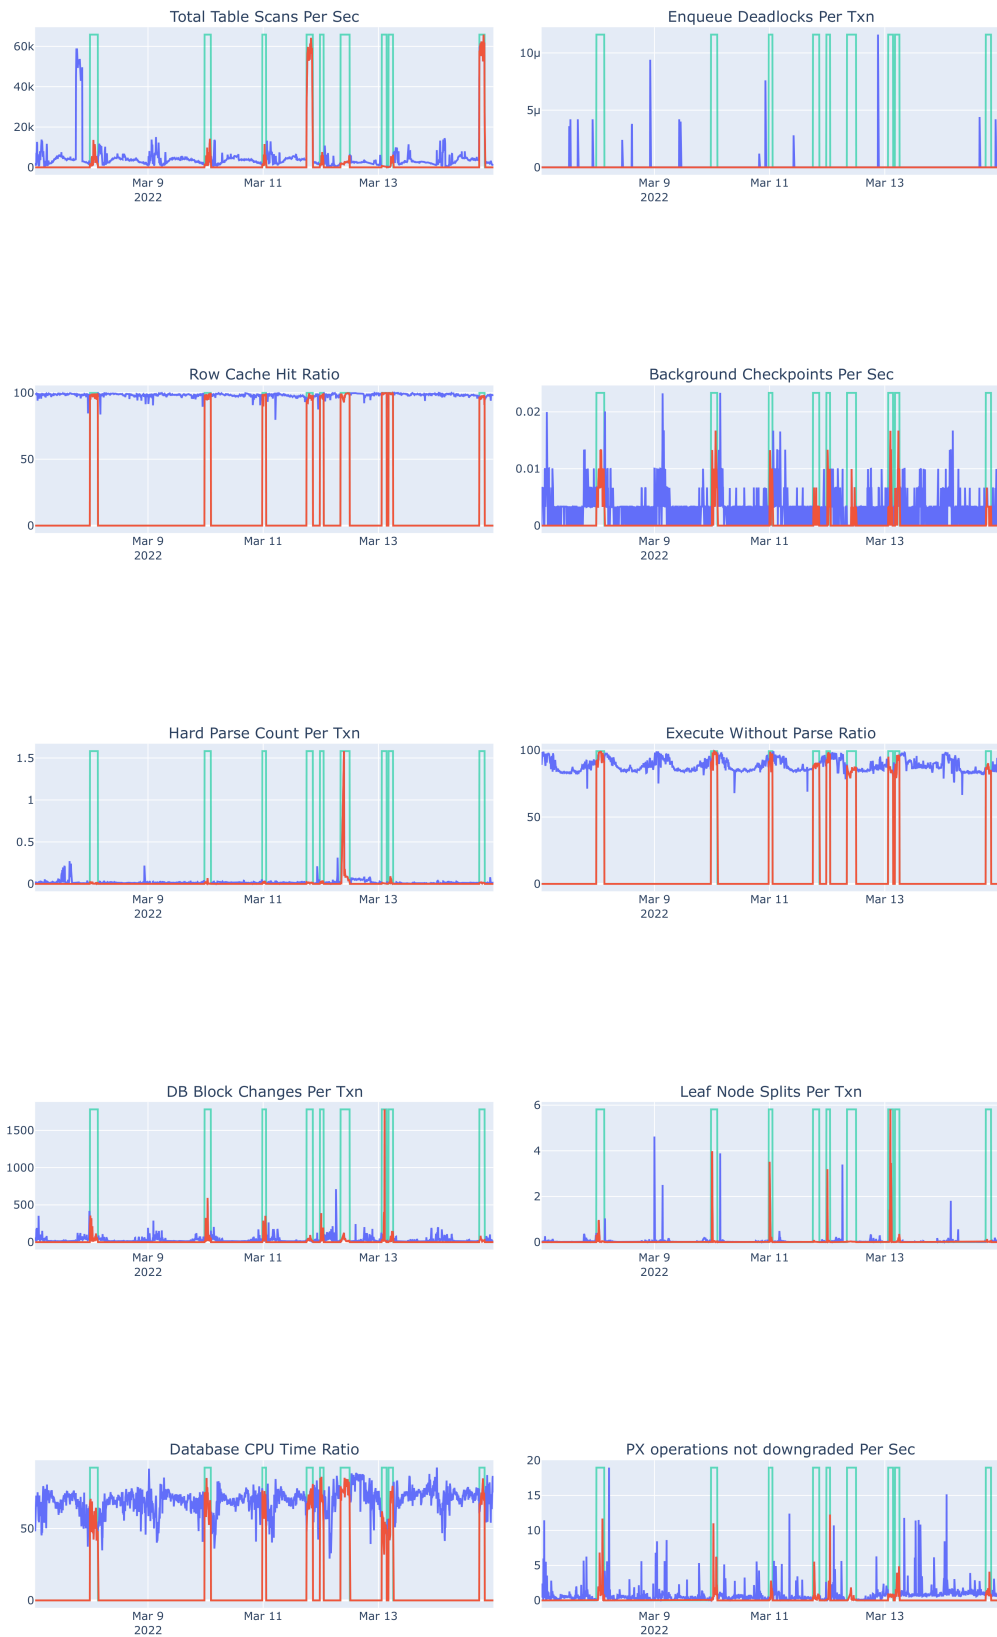 Total Table Scans Per Sec
60k
40k
20k
0
Mar 9
2022
Mar 11
Mar 13
Enqueue Deadlocks Per Txn
10μ
5μ
0
Mar 9
2022
Mar 11
Mar 13
Row Cache Hit Ratio
100
50
0
Mar 9
2022
Mar 11
Mar 13
Background Checkpoints Per Sec
0.02
0.01
0
Mar 9
2022
Mar 11
Mar 13
Hard Parse Count Per Txn
1.5
1
0.5
0
Mar 9
2022
Mar 11
Mar 13
Execute Without Parse Ratio
100
50
0
Mar 9
2022
Mar 11
Mar 13
DB Block Changes Per Txn
1500
1000
500
0
Mar 9
2022
Mar 11
Mar 13
Leaf Node Splits Per Txn
6
4
2
0
Mar 9
2022
Mar 11
Mar 13
Database CPU Time Ratio
50
0
Mar 9
2022
Mar 11
Mar 13
PX operations not downgraded Per Sec
20
15
10
5
0
Mar 9
2022
Mar 11
Mar 13